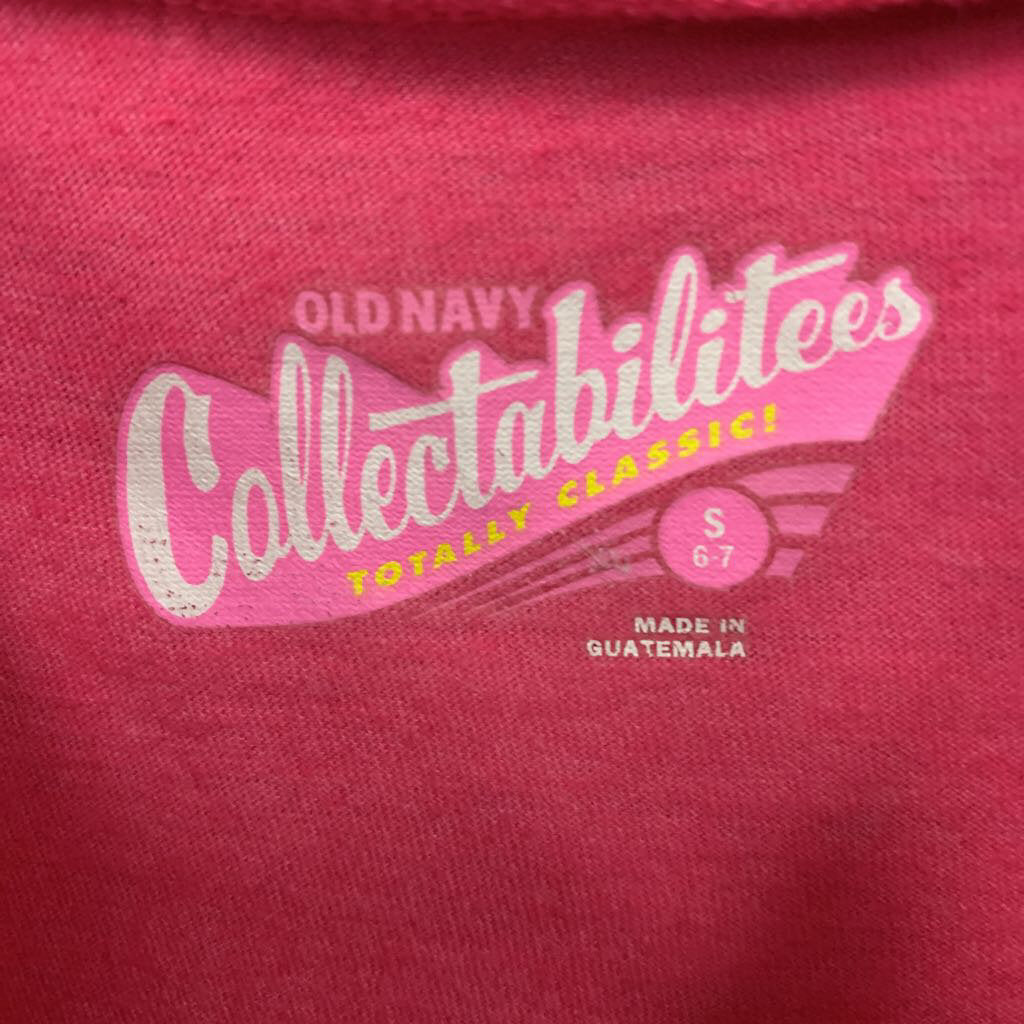 OLD NAVY
Collectabilitees
TOTALLY CLASSIC!
S
6-7
MADE IN
GUATEMALA